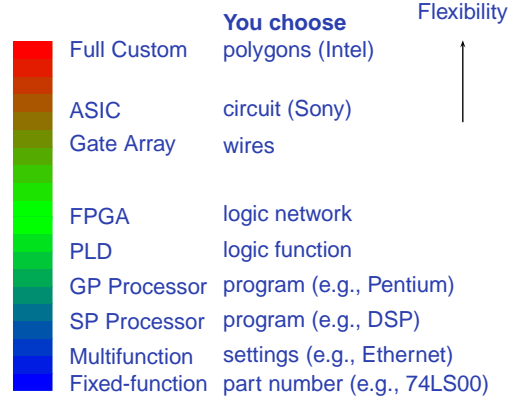 Flexibility
You choose
Full Custom polygons (Intel)
ASIC circuit (Sony)
Gate Array wires
FPGA logic network
PLD logic function
GP Processor program (e.g., Pentium)
SP Processor program (e.g., DSP)
Multifunction settings (e.g., Ethernet)
Fixed-function part number (e.g., 74LS00)